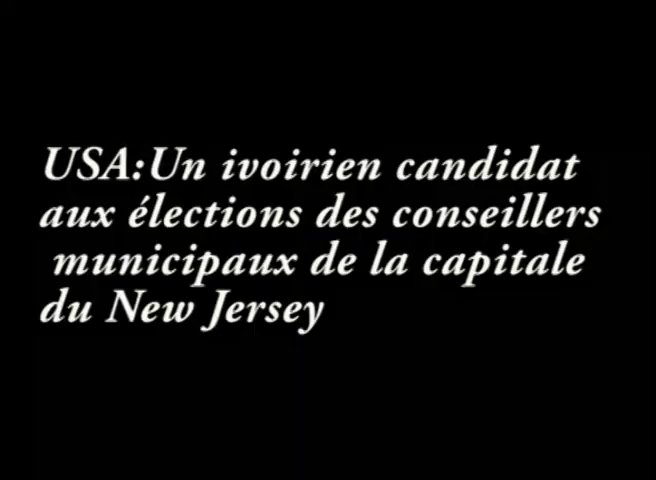 USA:Un ivoirien candidat
aux élections des conseillers
municipaux de la capitale
du New Jersey